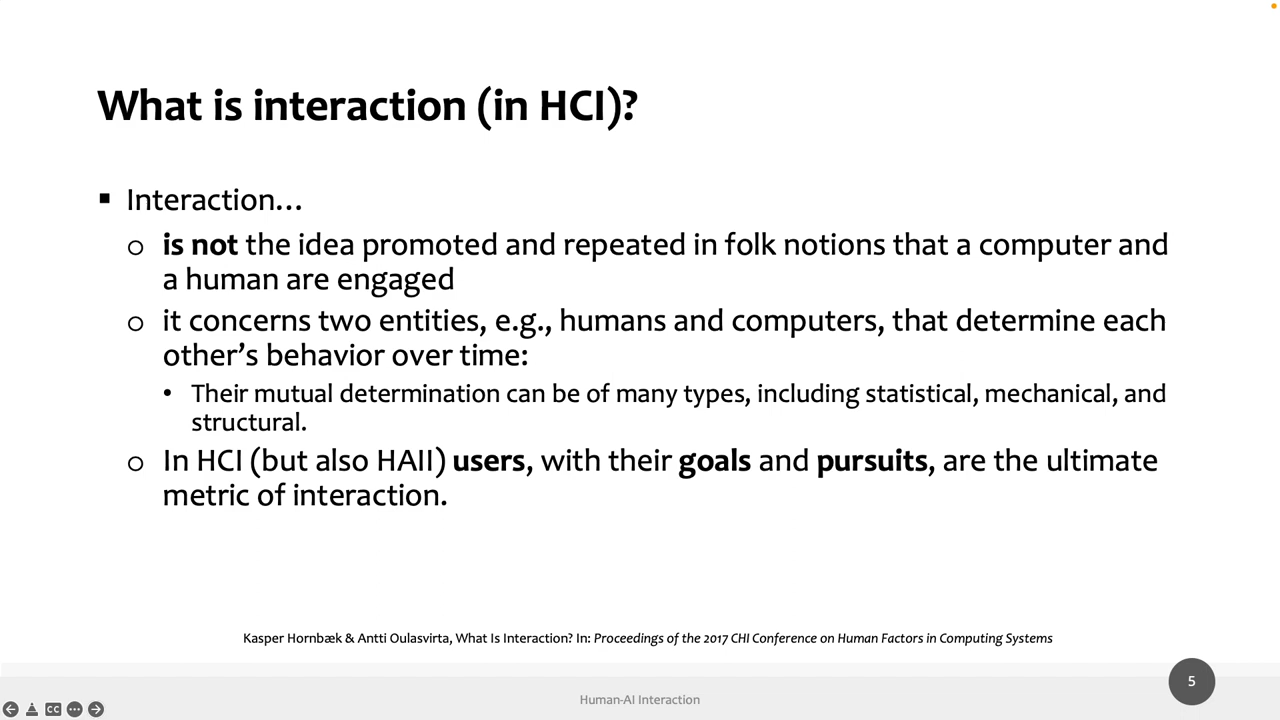 What is interaction (in HCI)?
▪ Interaction…
o is not the idea promoted and repeated in folk notions that a computer and
a human are engaged
o it concerns two entities, e.g., humans and computers, that determine each
other’s behavior over time:
• Their mutual determination can be of many types, including statistical, mechanical, and
structural.
o In HCI (but also HAII) users, with their goals and pursuits, are the ultimate
metric of interaction.
Kasper Hornbæk & Antti Oulasvirta, What Is Interaction? In: Proceedings of the 2017 CHI Conference on Human Factors in Computing Systems
5
Human-AI Interaction
CC